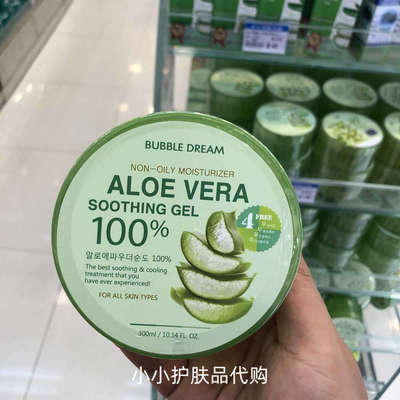 BUBBLE DREAM
NON-OILY MOISTURIZER
ALOE VERA
SOOTHING GEL
100%
4 FREE
알로에파우더순도 100%
The best soothing & cooling
treatment that you
have ever experienced!
FOR ALL SKIN TYPES
300ml / 10.14 FL. OZ.
小小护肤品代购